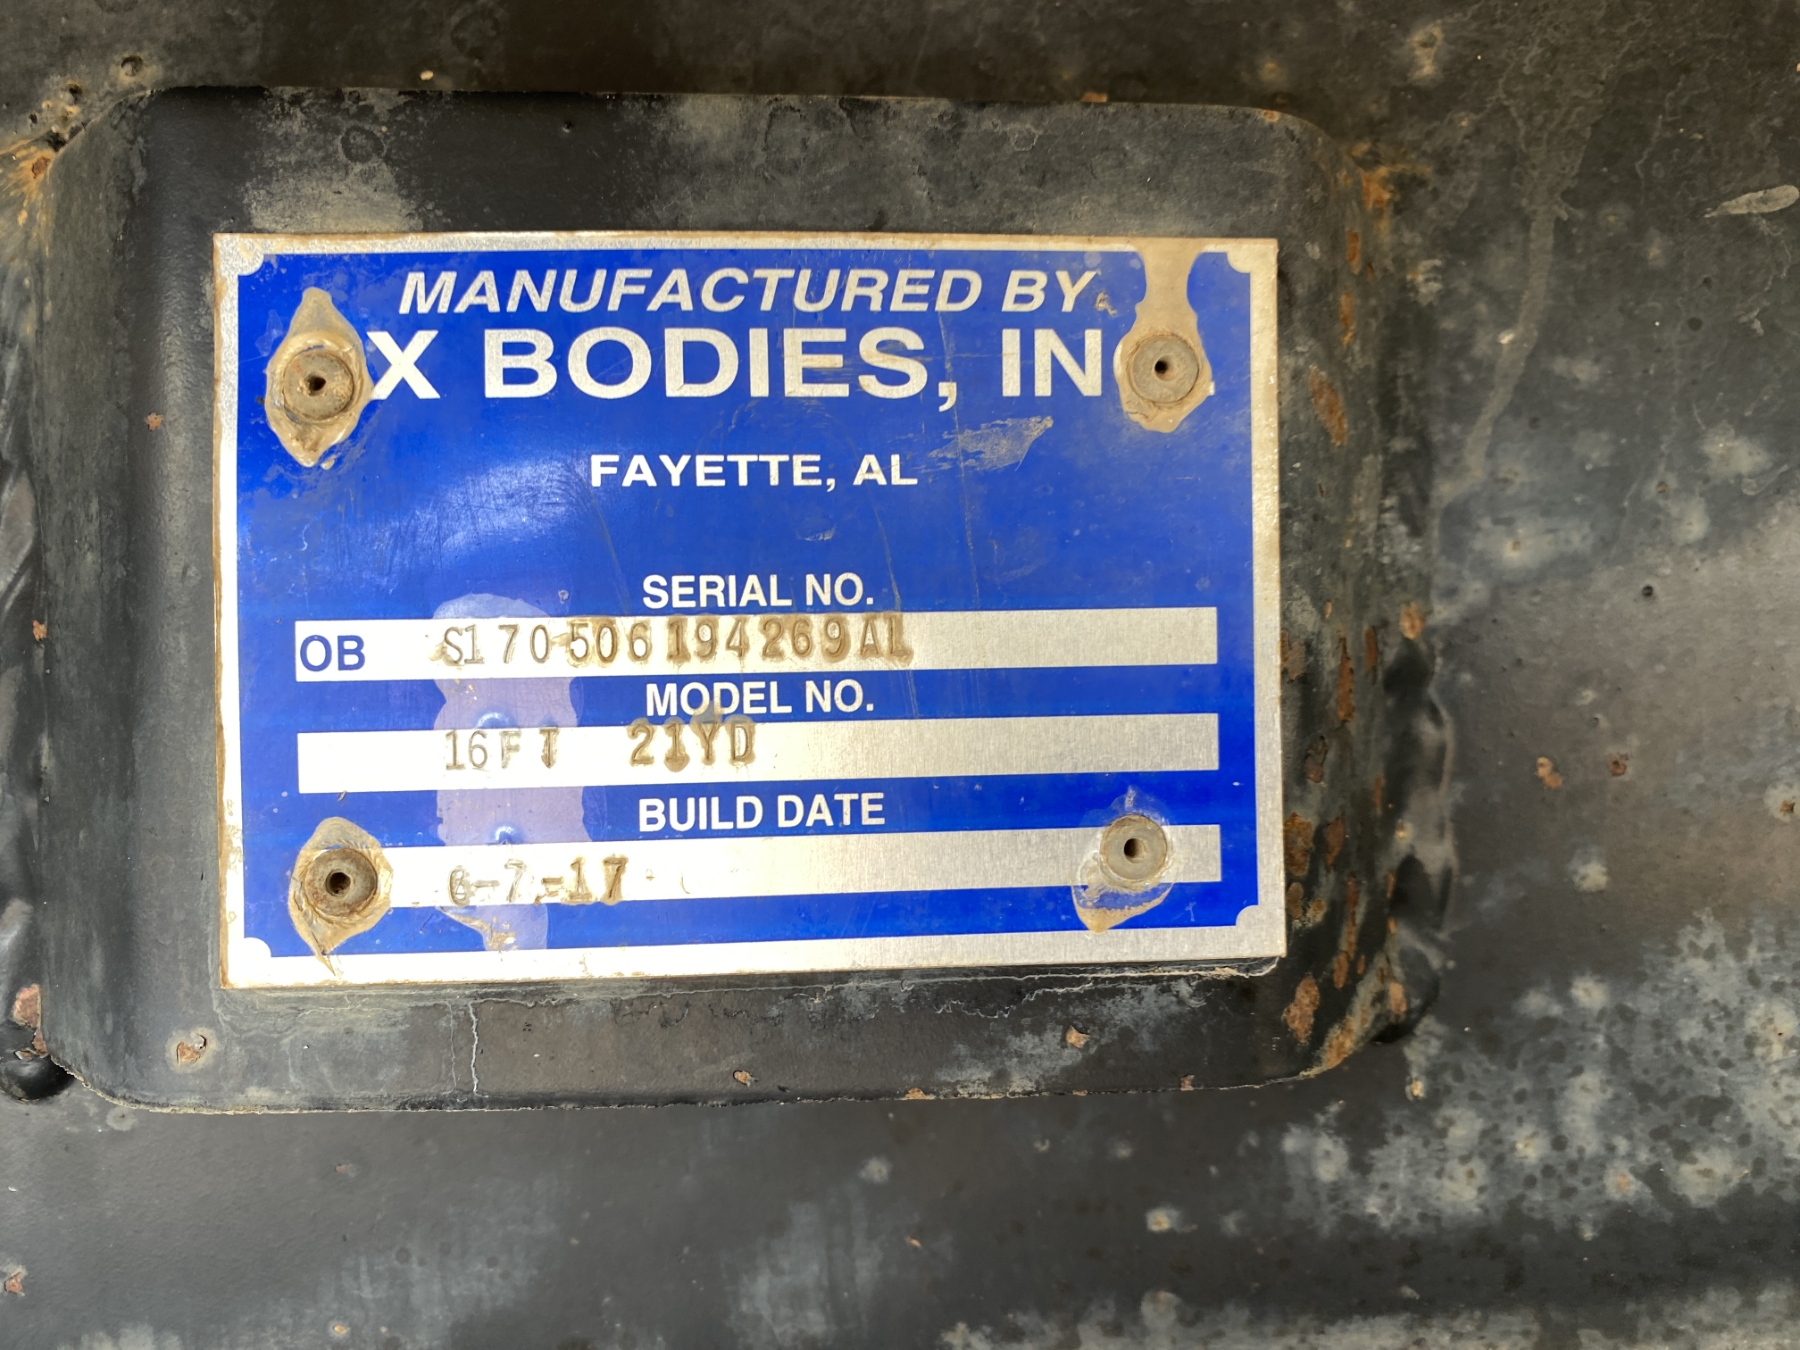 MANUFACTURED BY
X BODIES, IN
FAYETTE, AL
SERIAL NO.
OB S170506194269AL
MODEL NO.
16FT 21YD
BUILD DATE
6-7-17